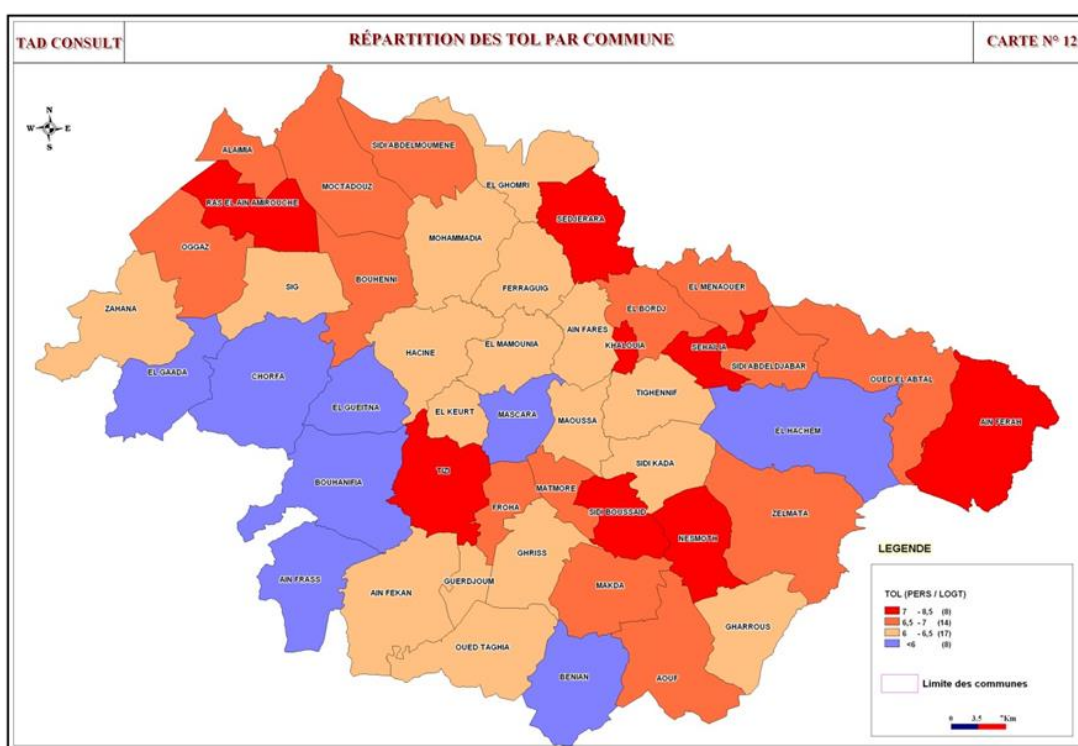 TAD CONSULT
RÉPARTITION DES TOL PAR COMMUNE
CARTE N° 12
N
W E
S
ALAIMIA
SIDI ABDELMOUMENE
MOCTADOUZ
EL GHOMRI
RAS EL AIN AMIROUCHE
SEDJERARA
OGGAZ
MOHAMMADIA
BOUHENNI
SIG
FERRAGUIG
EL MENAOUER
ZAHANA
EL BORDJ
AIN FARES
EL MAMOUNIA
KHALOUIA
SEHAILIA
HACINE
EL GAADA
CHORFA
SIDI ABDELDJABAR
OUED EL ABTAL
TIGHENNIF
EL GUEITNA
EL KEURT
MASCARA
MAOUSSA
EL HACHEM
AIN FERAH
SIDI KADA
TIZI
BOUHANIFIA
MATMORE
FROHA
SIDI BOUSSAID
ZELMATA
NESMOTH
GHRISS
AIN FRASS
GUERDJOUM
MAKDA
AIN FEKAN
GHARROUS
OUED TAGHIA
BENIAN
AOUF
LEGENDE
TOL (PERS / LOGT)
7 - 8,5 (8)
6,5 - 7 (14)
6 - 6,5 (17)
<6 (8)
Limite des communes
0 3.5 7Km